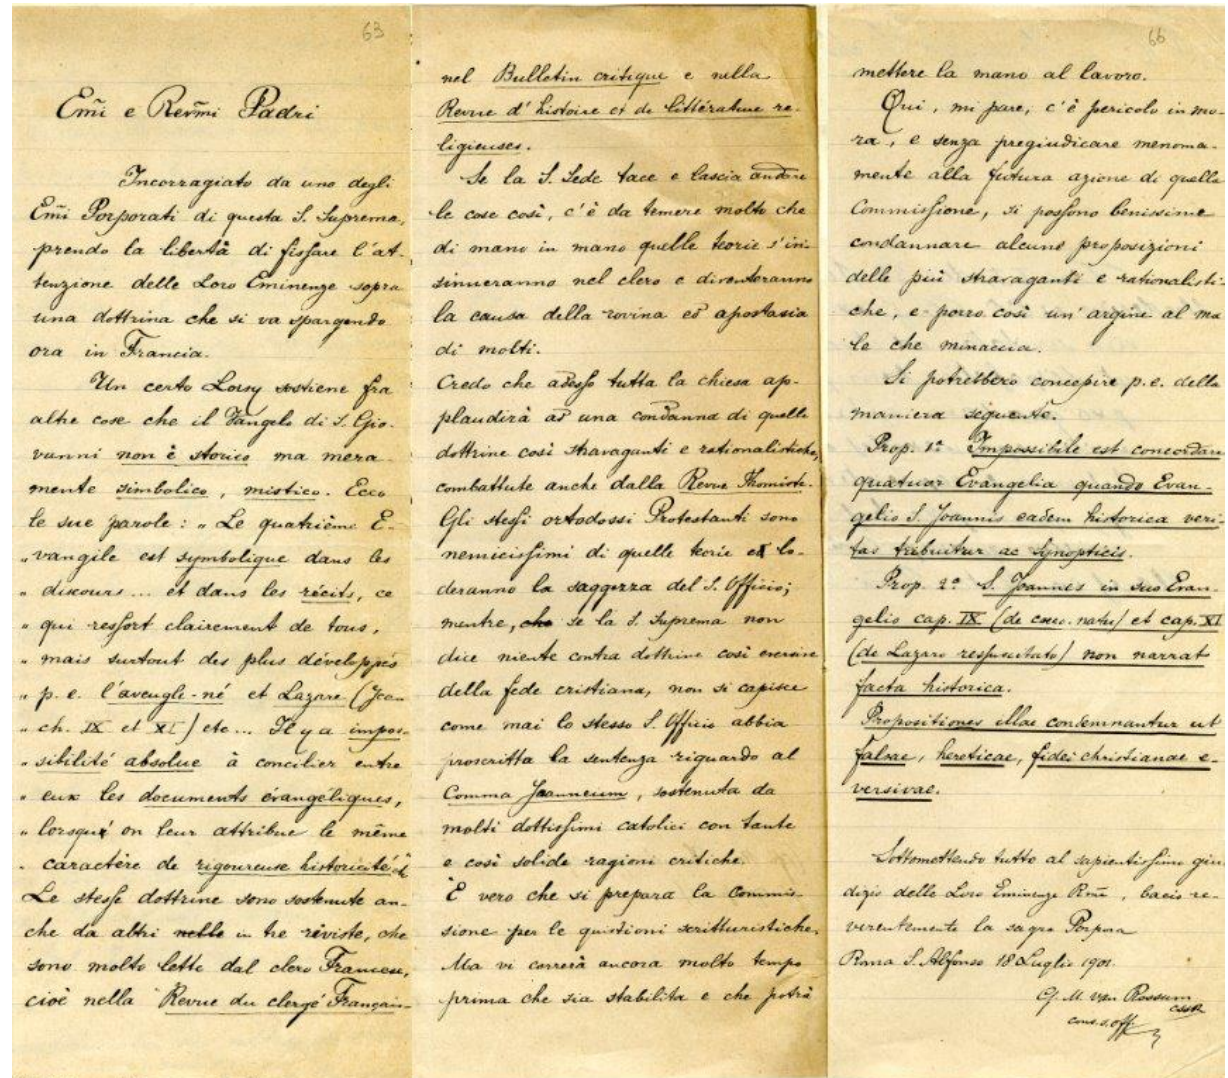 63
Emi e Revmi Padri
Incorragiato da uno degli
Emi Porporati di questa S. Suprema,
prendo la libertà di fissare l'at-
tenzione delle Loro Eminenze sopra
una dottrina che si va spargendo
ora in Francia.
Un certo Loisy sostiene fra
altre cose che il Vangelo di S. Gio-
vanni non è storico ma mera-
mente simbolico, mistico. Ecco
le sue parole: „Le quatrième É-
„vangile est symbolique dans les
„discours... et dans les récits, ce
„qui ressort clairement de tous,
„mais surtout des plus développés
„p. e. l'aveugle-né et Lazare (Jean
„ch. IX et XI) etc... Il y a impos-
„sibilité absolue à concilier entre
„eux les documents évangéliques,
„lorsqu'on leur attribue le même
„caractère de rigoureuse historicité"
Le stesse dottrine sono sostenute an-
che da altri nelle in tre riviste, che
sono molto lette dal clero Francese,
cioè nella Revue du clergé Français-
nel Bulletin critique e nella
Revue d'histoire et de littérature re-
ligieuses.
Se la S. Sede tace e lascia andare
le cose così, c'è da temere molto che
di mano in mano quelle teorie s'in-
sinueranno nel clero e diventeranno
la causa della rovina ed apostasia
di molti.
Credo che adesso tutta la chiesa ap-
plaudirà ad una condanna di quelle
dottrine così stravaganti e rationalistiche,
combattute anche dalla Revue Thomiste.
Gli stessi ortodossi Protestanti sono
nemicissimi di quelle teorie e lo-
deranno la saggezza del S. Officio;
mentre, che se la S. Suprema non
dice niente contra dottrine così eversive
della fede cristiana, non si capisce
come mai lo stesso S. Officio abbia
proscritta la sentenza riguardo al
Comma Joanneum, sostenuta da
molti dottissimi catolici con tante
e così solide ragioni critiche.
È vero che si prepara la Commis-
sione per le quistioni scritturistiche.
Ma vi correrà ancora molto tempo
prima che sia stabilita e che potrà
66
mettere la mano al lavoro.
Qui, mi pare, c'è pericolo in mo-
ra, e senza pregiudicare menoma-
mente alla futura azione di quella
Commissione, si possono benissime
condannare alcune proposizioni
delle più stravaganti e rationalisti-
che, e porre così un'argine al ma
le che minaccia.
Si potrebbero concepire p. e. della
maniera seguente.
Prop. 1a Impossibile est concordare
quatuor Evangelia quando Evan-
gelio S. Joannis eadem historica veri-
tas tribuitur ac Synopticis.
Prop. 2a S. Joannes in suo Evan-
gelio cap. IX (de caeco-nato) et cap. XI
(de Lazaro ressuscitato) non narrat
facta historica.
Propositiones illae condemnantur ut
falsae, hereticae, fidei christianae e-
versivae.
Sottomettendo tutto al sapientissimo giu-
dizio delle Loro Eminenze Rme, bacio re-
verentemente la sagra Porpora
Roma S. Alfonso 18 Luglio 1901.
G. M. van Rossum
CSSR
cons. s. off.